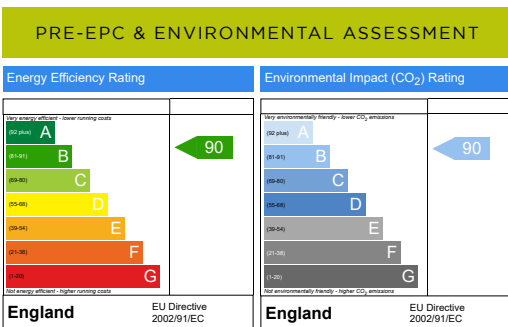 PRE-EPC & ENVIRONMENTAL ASSESSMENT
Energy Efficiency Rating
Very energy efficient - lower running costs
(92 plus) A
(81-91) B
90
(69-80) C
(55-68) D
(39-54) E
(21-38) F
(1-20) G
Not energy efficient - higher running costs
England
EU Directive
2002/91/EC
Environmental Impact (CO₂) Rating
Very environmentally friendly - lower CO₂ emissions
(92 plus) A
(81-91) B
90
(69-80) C
(55-68) D
(39-54) E
(21-38) F
(1-20) G
Not environmentally friendly - higher CO₂ emissions
England
EU Directive
2002/91/EC